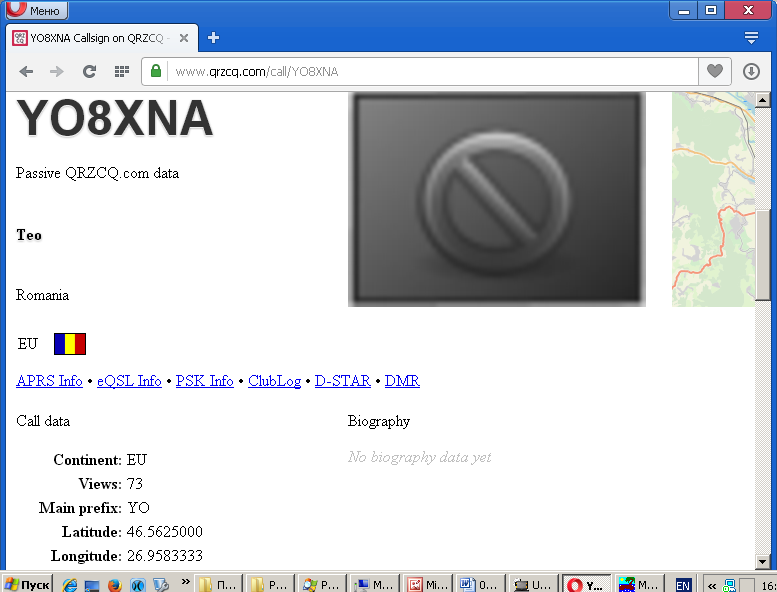 Меню
YO8XNA Callsign on QRZCQ -
www.qrzcq.com/call/YO8XNA
YO8XNA
Passive QRZCQ.com data
Teo
Romania
EU
APRS Info • eQSL Info • PSK Info • ClubLog • D-STAR • DMR
Call data
Biography
Continent: EU
No biography data yet
Views: 73
Main prefix: YO
Latitude: 46.5625000
Longitude: 26.9583333
Пуск » П... P... P... M... Mi... 0... U... Y... M... EN « 16: